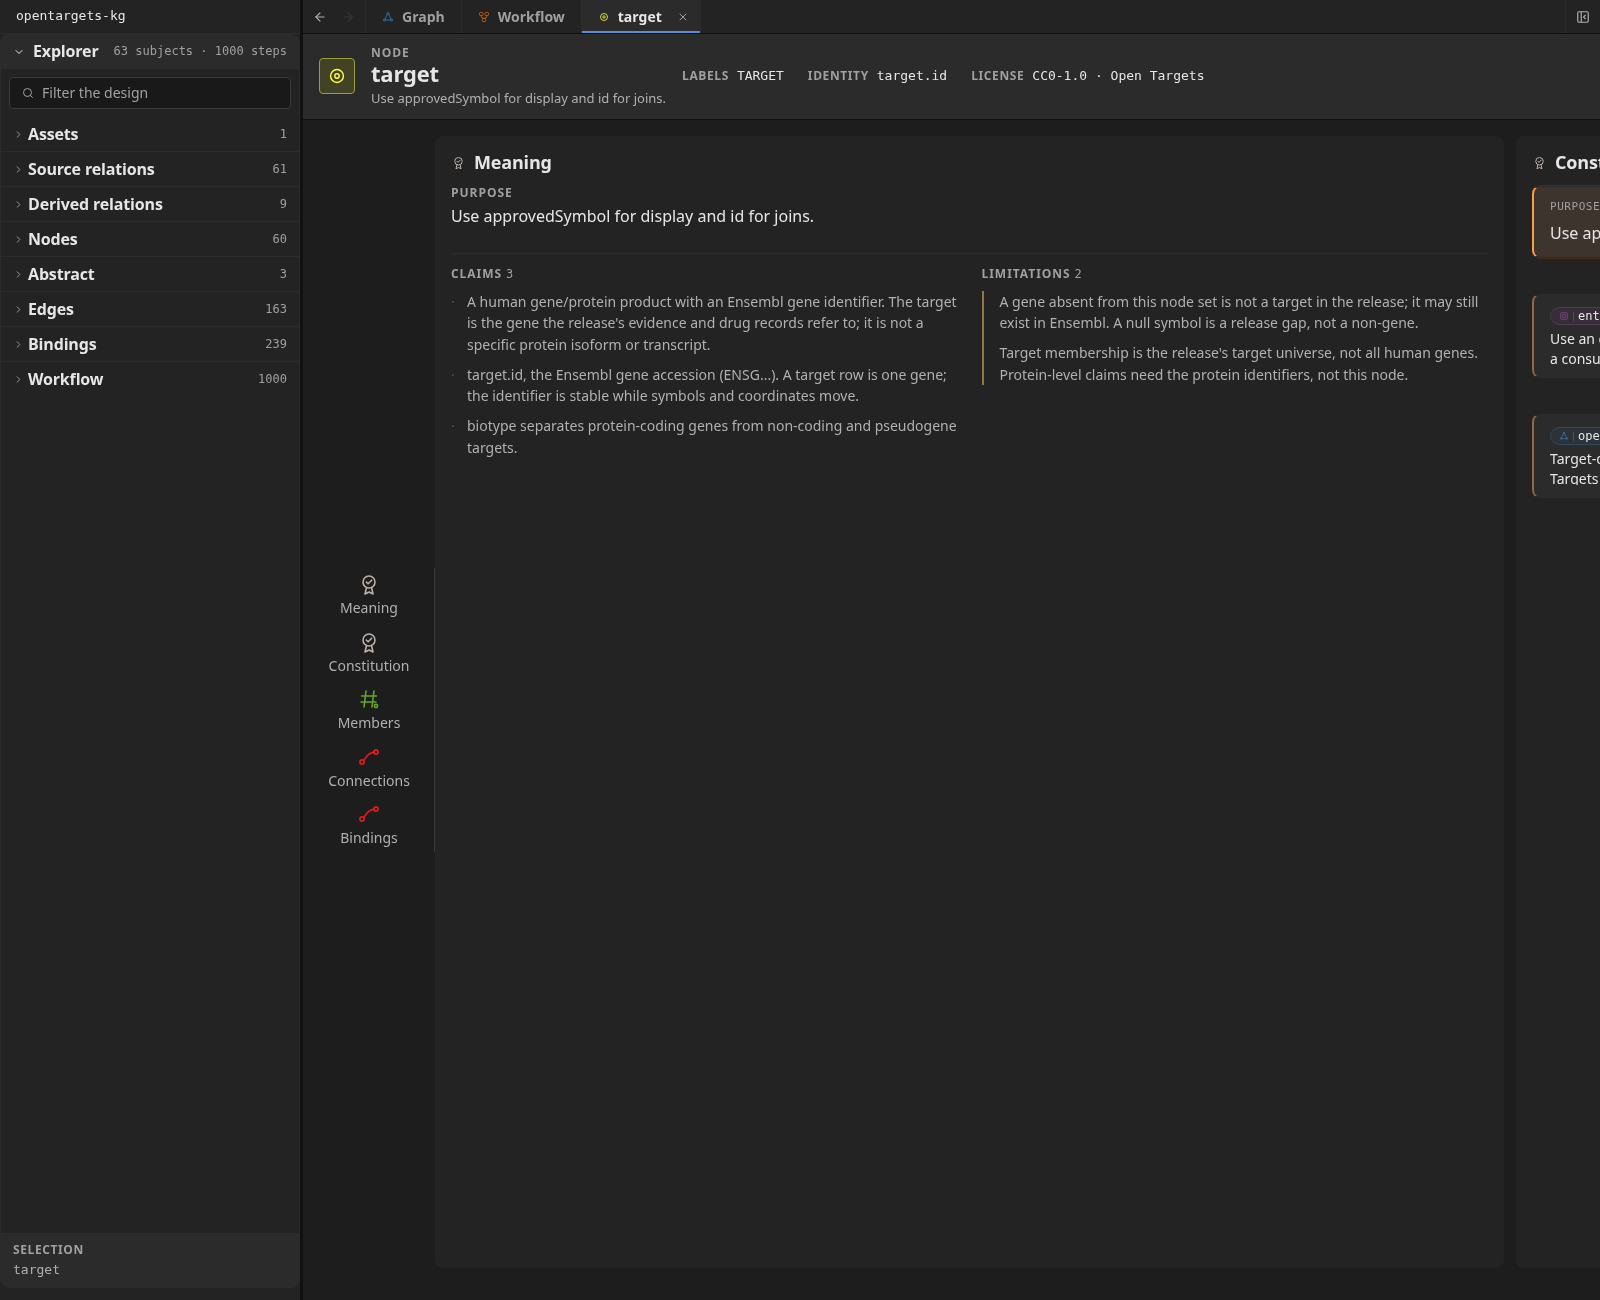 opentargets-kg
Graph
Workflow
target
Explorer 63 subjects · 1000 steps
Filter the design
Assets 1
Source relations 61
Derived relations 9
Nodes 60
Abstract 3
Edges 163
Bindings 239
Workflow 1000
SELECTION
target
NODE
target
Use approvedSymbol for display and id for joins.
LABELS TARGET IDENTITY target.id LICENSE CC0-1.0 · Open Targets
Meaning
Constitution
Members
Connections
Bindings
Meaning
PURPOSE
Use approvedSymbol for display and id for joins.
CLAIMS 3
· A human gene/protein product with an Ensembl gene identifier. The target
is the gene the release's evidence and drug records refer to; it is not a
specific protein isoform or transcript.
· target.id, the Ensembl gene accession (ENSG…). A target row is one gene;
the identifier is stable while symbols and coordinates move.
· biotype separates protein-coding genes from non-coding and pseudogene
targets.
LIMITATIONS 2
A gene absent from this node set is not a target in the release; it may still
exist in Ensembl. A null symbol is a release gap, not a non-gene.
Target membership is the release's target universe, not all human genes.
Protein-level claims need the protein identifiers, not this node.
Const
PURPOSE
Use ap
ent
Use an
a consu
ope
Target-
Targets